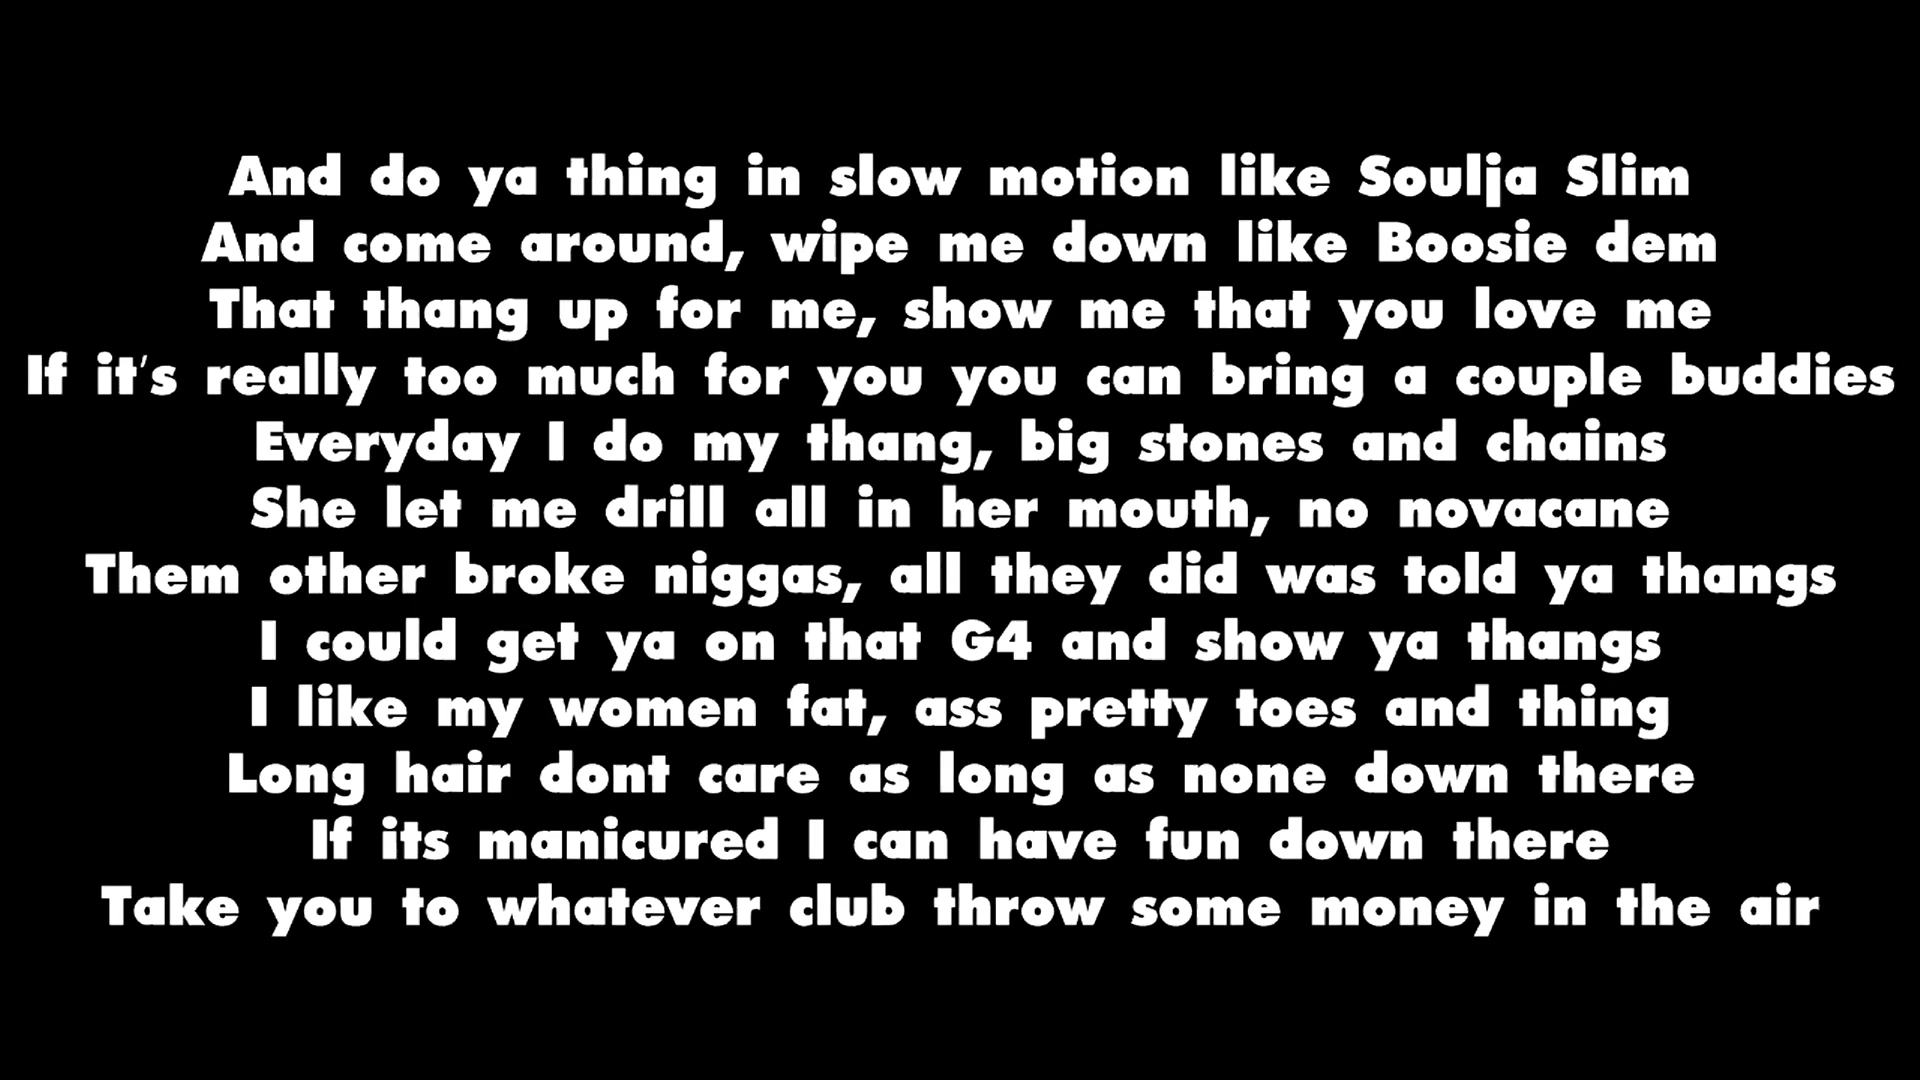 And do ya thing in slow motion like Soulja Slim
And come around, wipe me down like Boosie dem
That thang up for me, show me that you love me
If it's really too much for you you can bring a couple buddies
Everyday I do my thang, big stones and chains
She let me drill all in her mouth, no novacane
Them other broke niggas, all they did was told ya thangs
I could get ya on that G4 and show ya thangs
I like my women fat, ass pretty toes and thing
Long hair dont care as long as none down there
If its manicured I can have fun down there
Take you to whatever club throw some money in the air